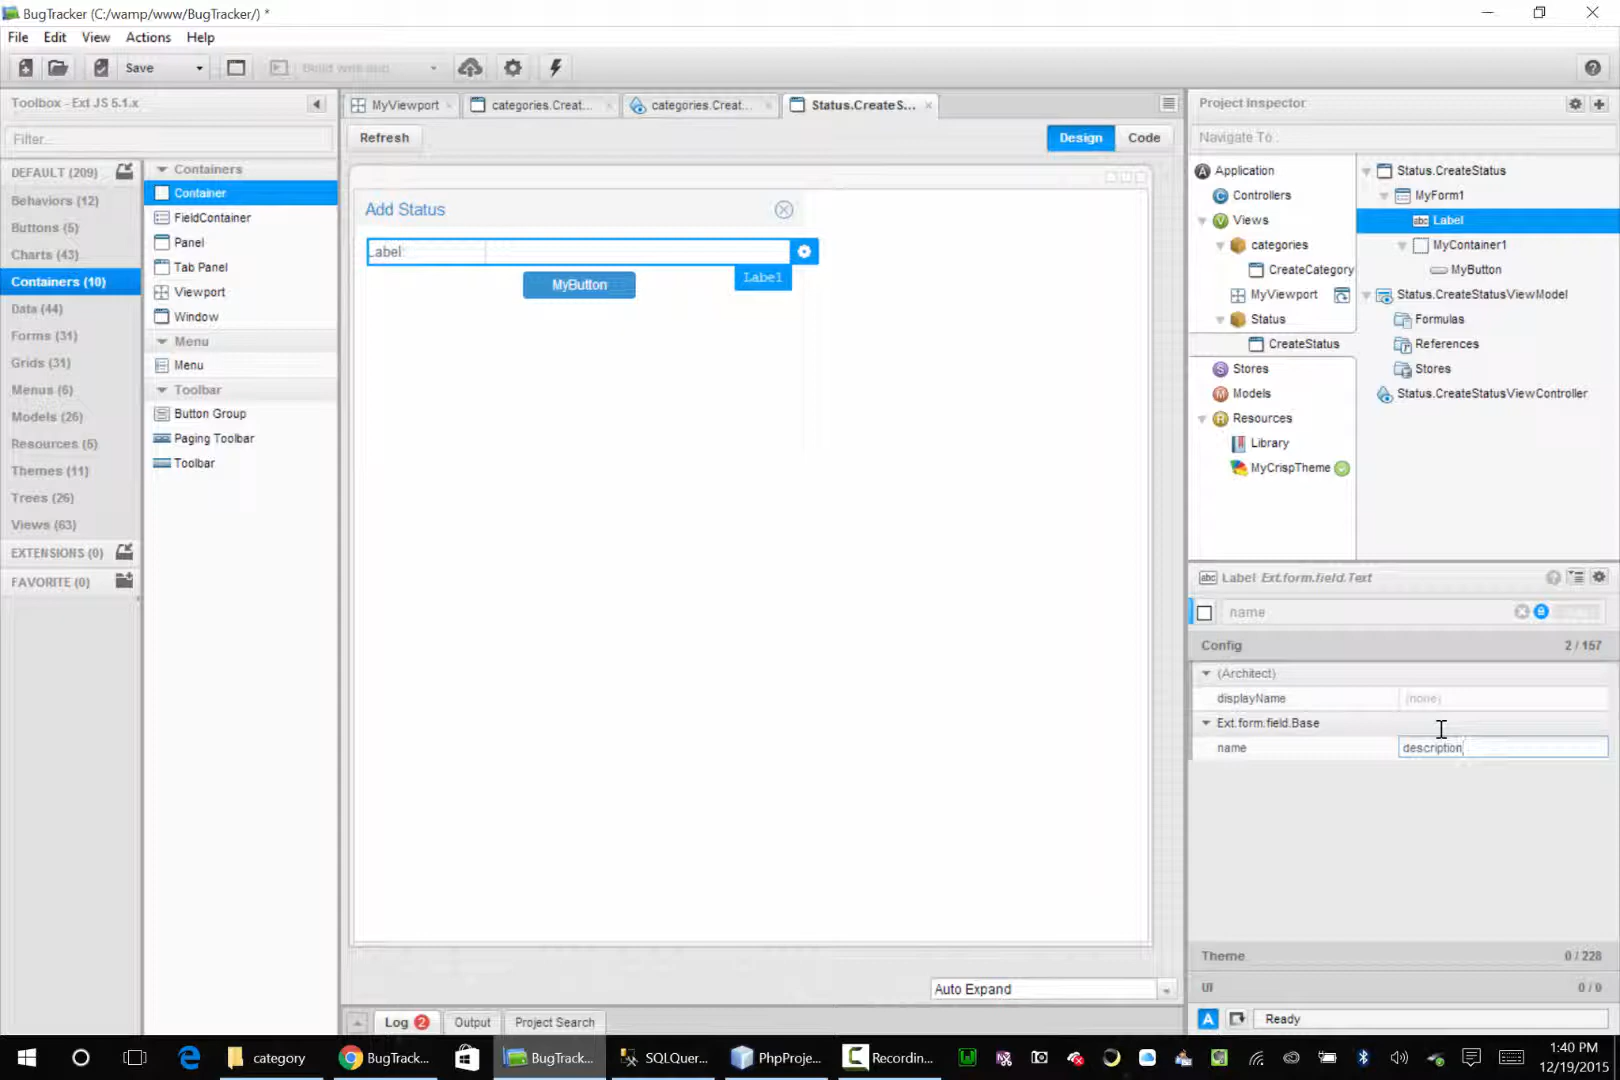 BugTracker (C:/wamp/www/BugTracker/) *
File Edit View Actions Help
Save Build web app
Toolbox - Ext JS 5.1.x
Filter...
DEFAULT (209)
Behaviors (12)
Buttons (5)
Charts (43)
Containers (10)
Data (44)
Forms (31)
Grids (31)
Menus (6)
Models (26)
Resources (5)
Themes (11)
Trees (26)
Views (63)
EXTENSIONS (0)
FAVORITE (0)
Containers
Container
FieldContainer
Panel
Tab Panel
Viewport
Window
Menu
Menu
Toolbar
Button Group
Paging Toolbar
Toolbar
MyViewport
categories.Creat...
categories.Creat...
Status.CreateS...
Refresh
Design
Code
Add Status
Label:
Label
MyButton
Auto Expand
Log 2
Output
Project Search
Project Inspector
Navigate To...
Application
Controllers
Views
categories
CreateCategory
MyViewport
Status
CreateStatus
Stores
Models
Resources
Library
MyCrispTheme
Status.CreateStatus
MyForm1
abc Label
MyContainer1
MyButton
Status.CreateStatusViewModel
Formulas
References
Stores
Status.CreateStatusViewController
abc Label Ext.form.field.Text
name
Config 2 / 157
(Architect)
displayName (none)
Ext.form.field.Base
name description
Theme 0 / 228
UI 0 / 0
Ready
category
BugTrack...
BugTrack...
SQLQuer...
PhpProje...
Recordin...
1:40 PM
12/19/2015